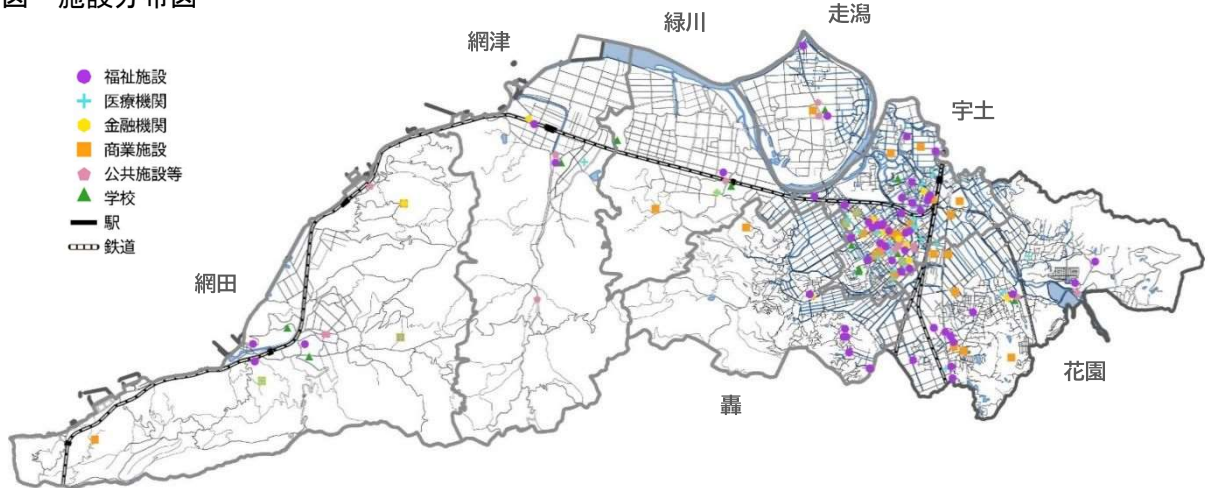 図 施設分布図
福祉施設
医療機関
金融機関
商業施設
公共施設等
学校
駅
鉄道
網津
緑川
走潟
宇土
網田
轟
花園